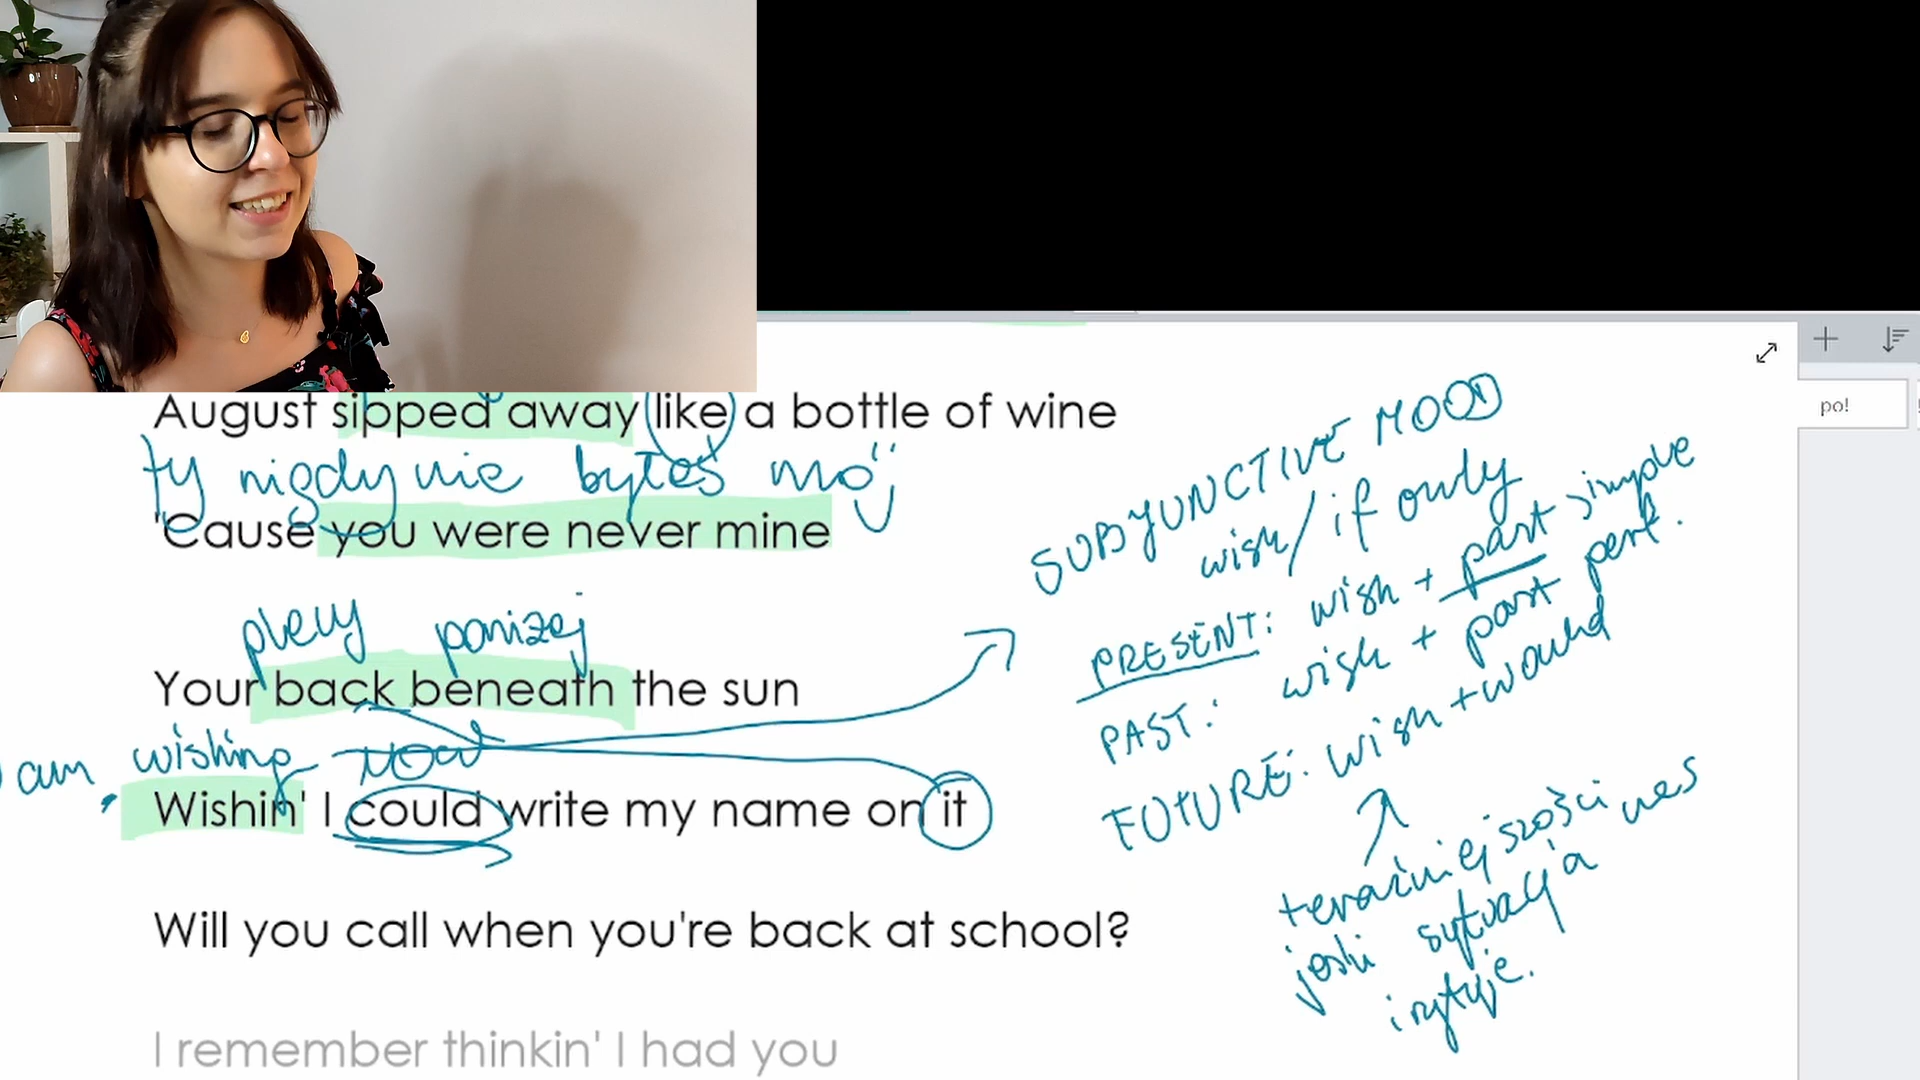 August sipped away like a bottle of wine
ty nigdy nie byłeś mój
'Cause you were never mine
plecy poniżej
Your back beneath the sun
am wishing
Wishin' I could write my name on it
Will you call when you're back at school?
I remember thinkin' I had you
SUBJUNCTIVE MOOD
wish/if only
PRESENT: wish + past simple
PAST: wish + past perf.
FUTURE: wish + would
teraźniejszości
jeśli sytuacja nas
irytuje.
po!